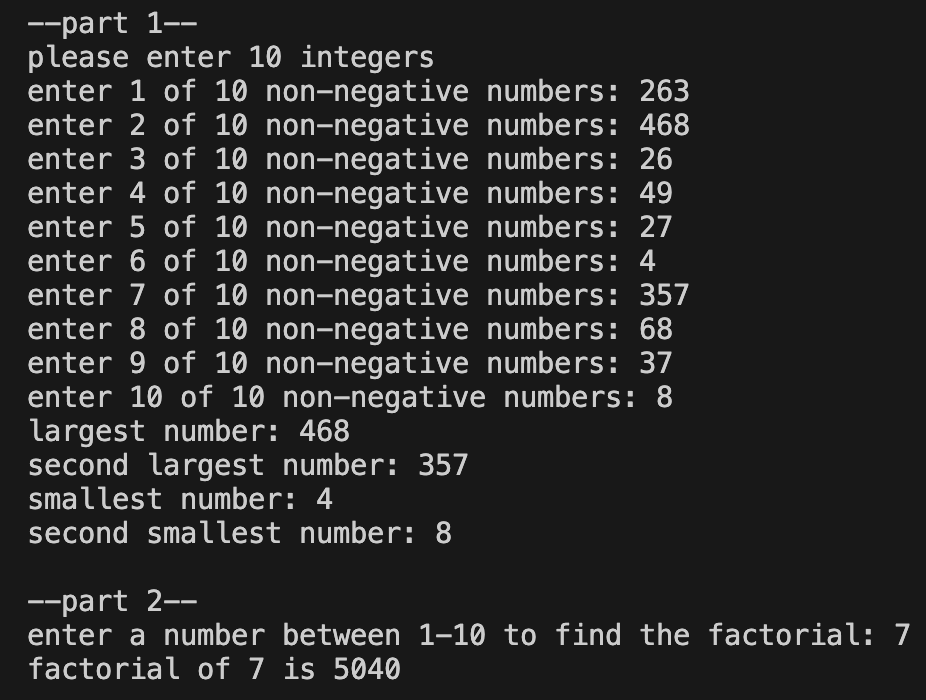 --part 1--
please enter 10 integers
enter 1 of 10 non-negative numbers: 263
enter 2 of 10 non-negative numbers: 468
enter 3 of 10 non-negative numbers: 26
enter 4 of 10 non-negative numbers: 49
enter 5 of 10 non-negative numbers: 27
enter 6 of 10 non-negative numbers: 4
enter 7 of 10 non-negative numbers: 357
enter 8 of 10 non-negative numbers: 68
enter 9 of 10 non-negative numbers: 37
enter 10 of 10 non-negative numbers: 8
largest number: 468
second largest number: 357
smallest number: 4
second smallest number: 8

--part 2--
enter a number between 1-10 to find the factorial: 7
factorial of 7 is 5040